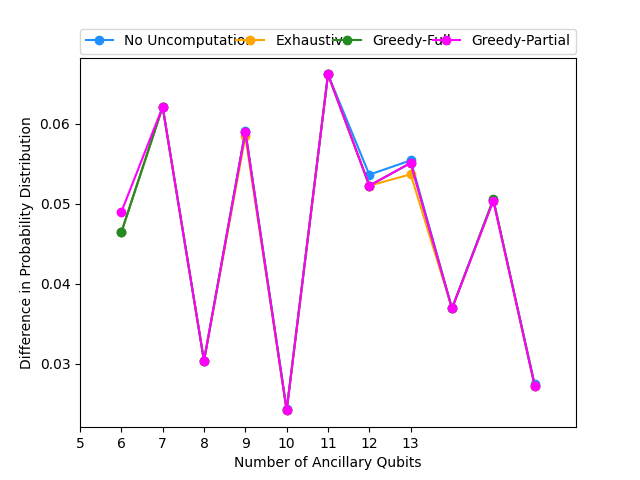 No Uncomputation Exhaustive Greedy-Full Greedy-Partial
0.06
0.05
0.04
0.03
Difference in Probability Distribution
5 6 7 8 9 10 11 12 13
Number of Ancillary Qubits